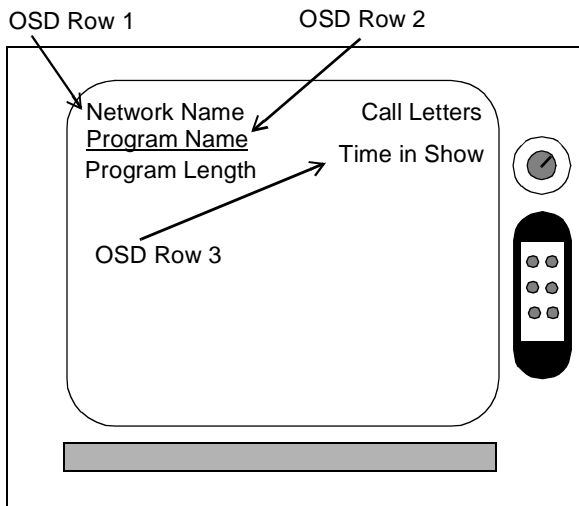 OSD Row 1
OSD Row 2
Network Name
Call Letters
Program Name
Time in Show
Program Length
OSD Row 3